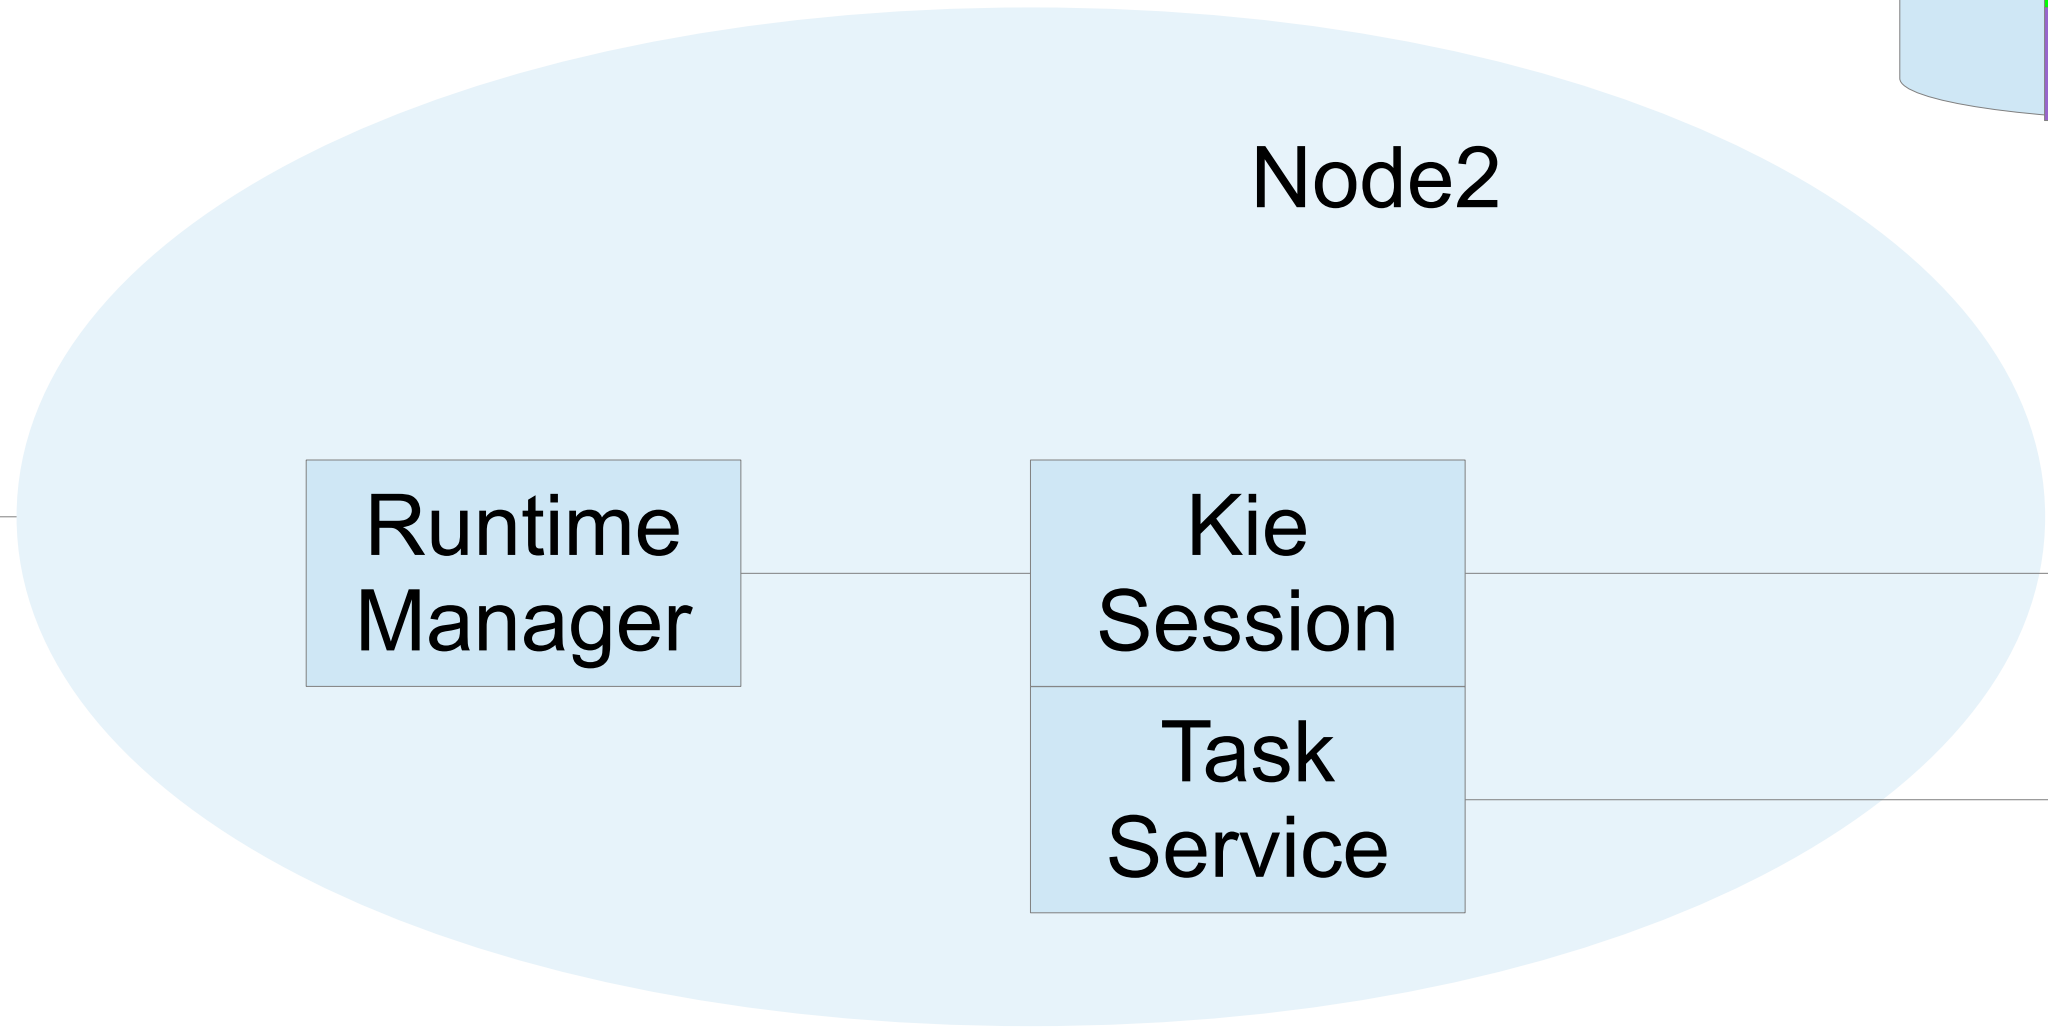 Node2
Runtime
Manager
Kie
Session
Task
Service